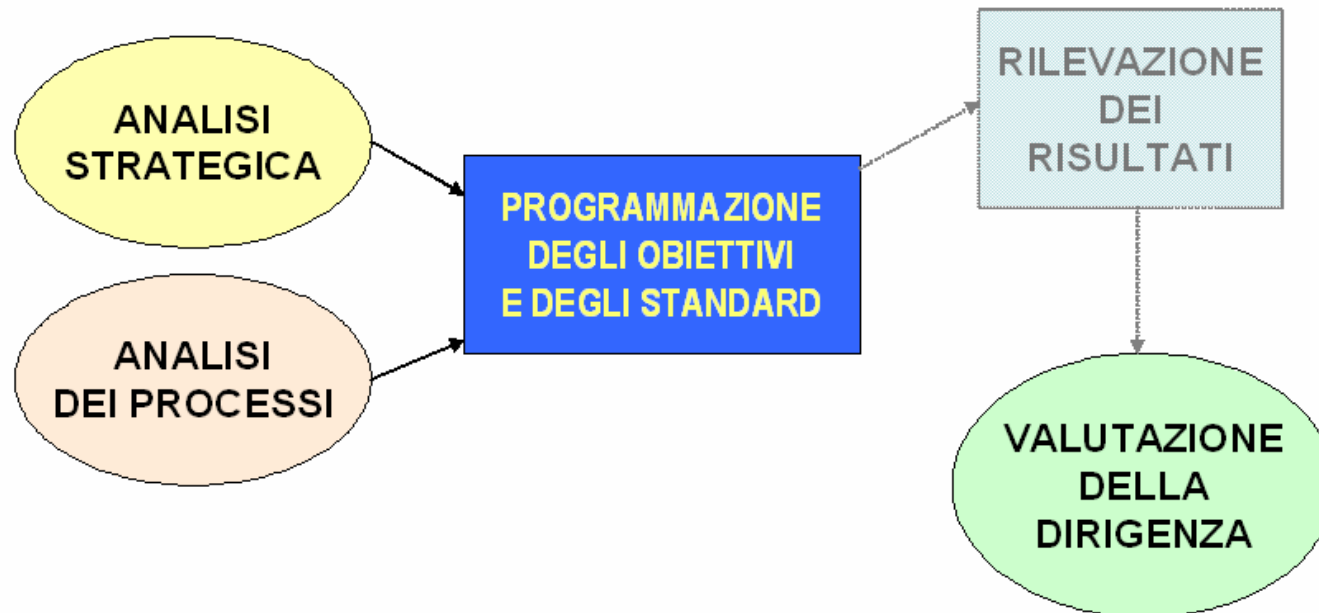 ANALISI
STRATEGICA
ANALISI
DEI PROCESSI
PROGRAMMAZIONE
DEGLI OBIETTIVI
E DEGLI STANDARD
RILEVAZIONE
DEI
RISULTATI
VALUTAZIONE
DELLA
DIRIGENZA